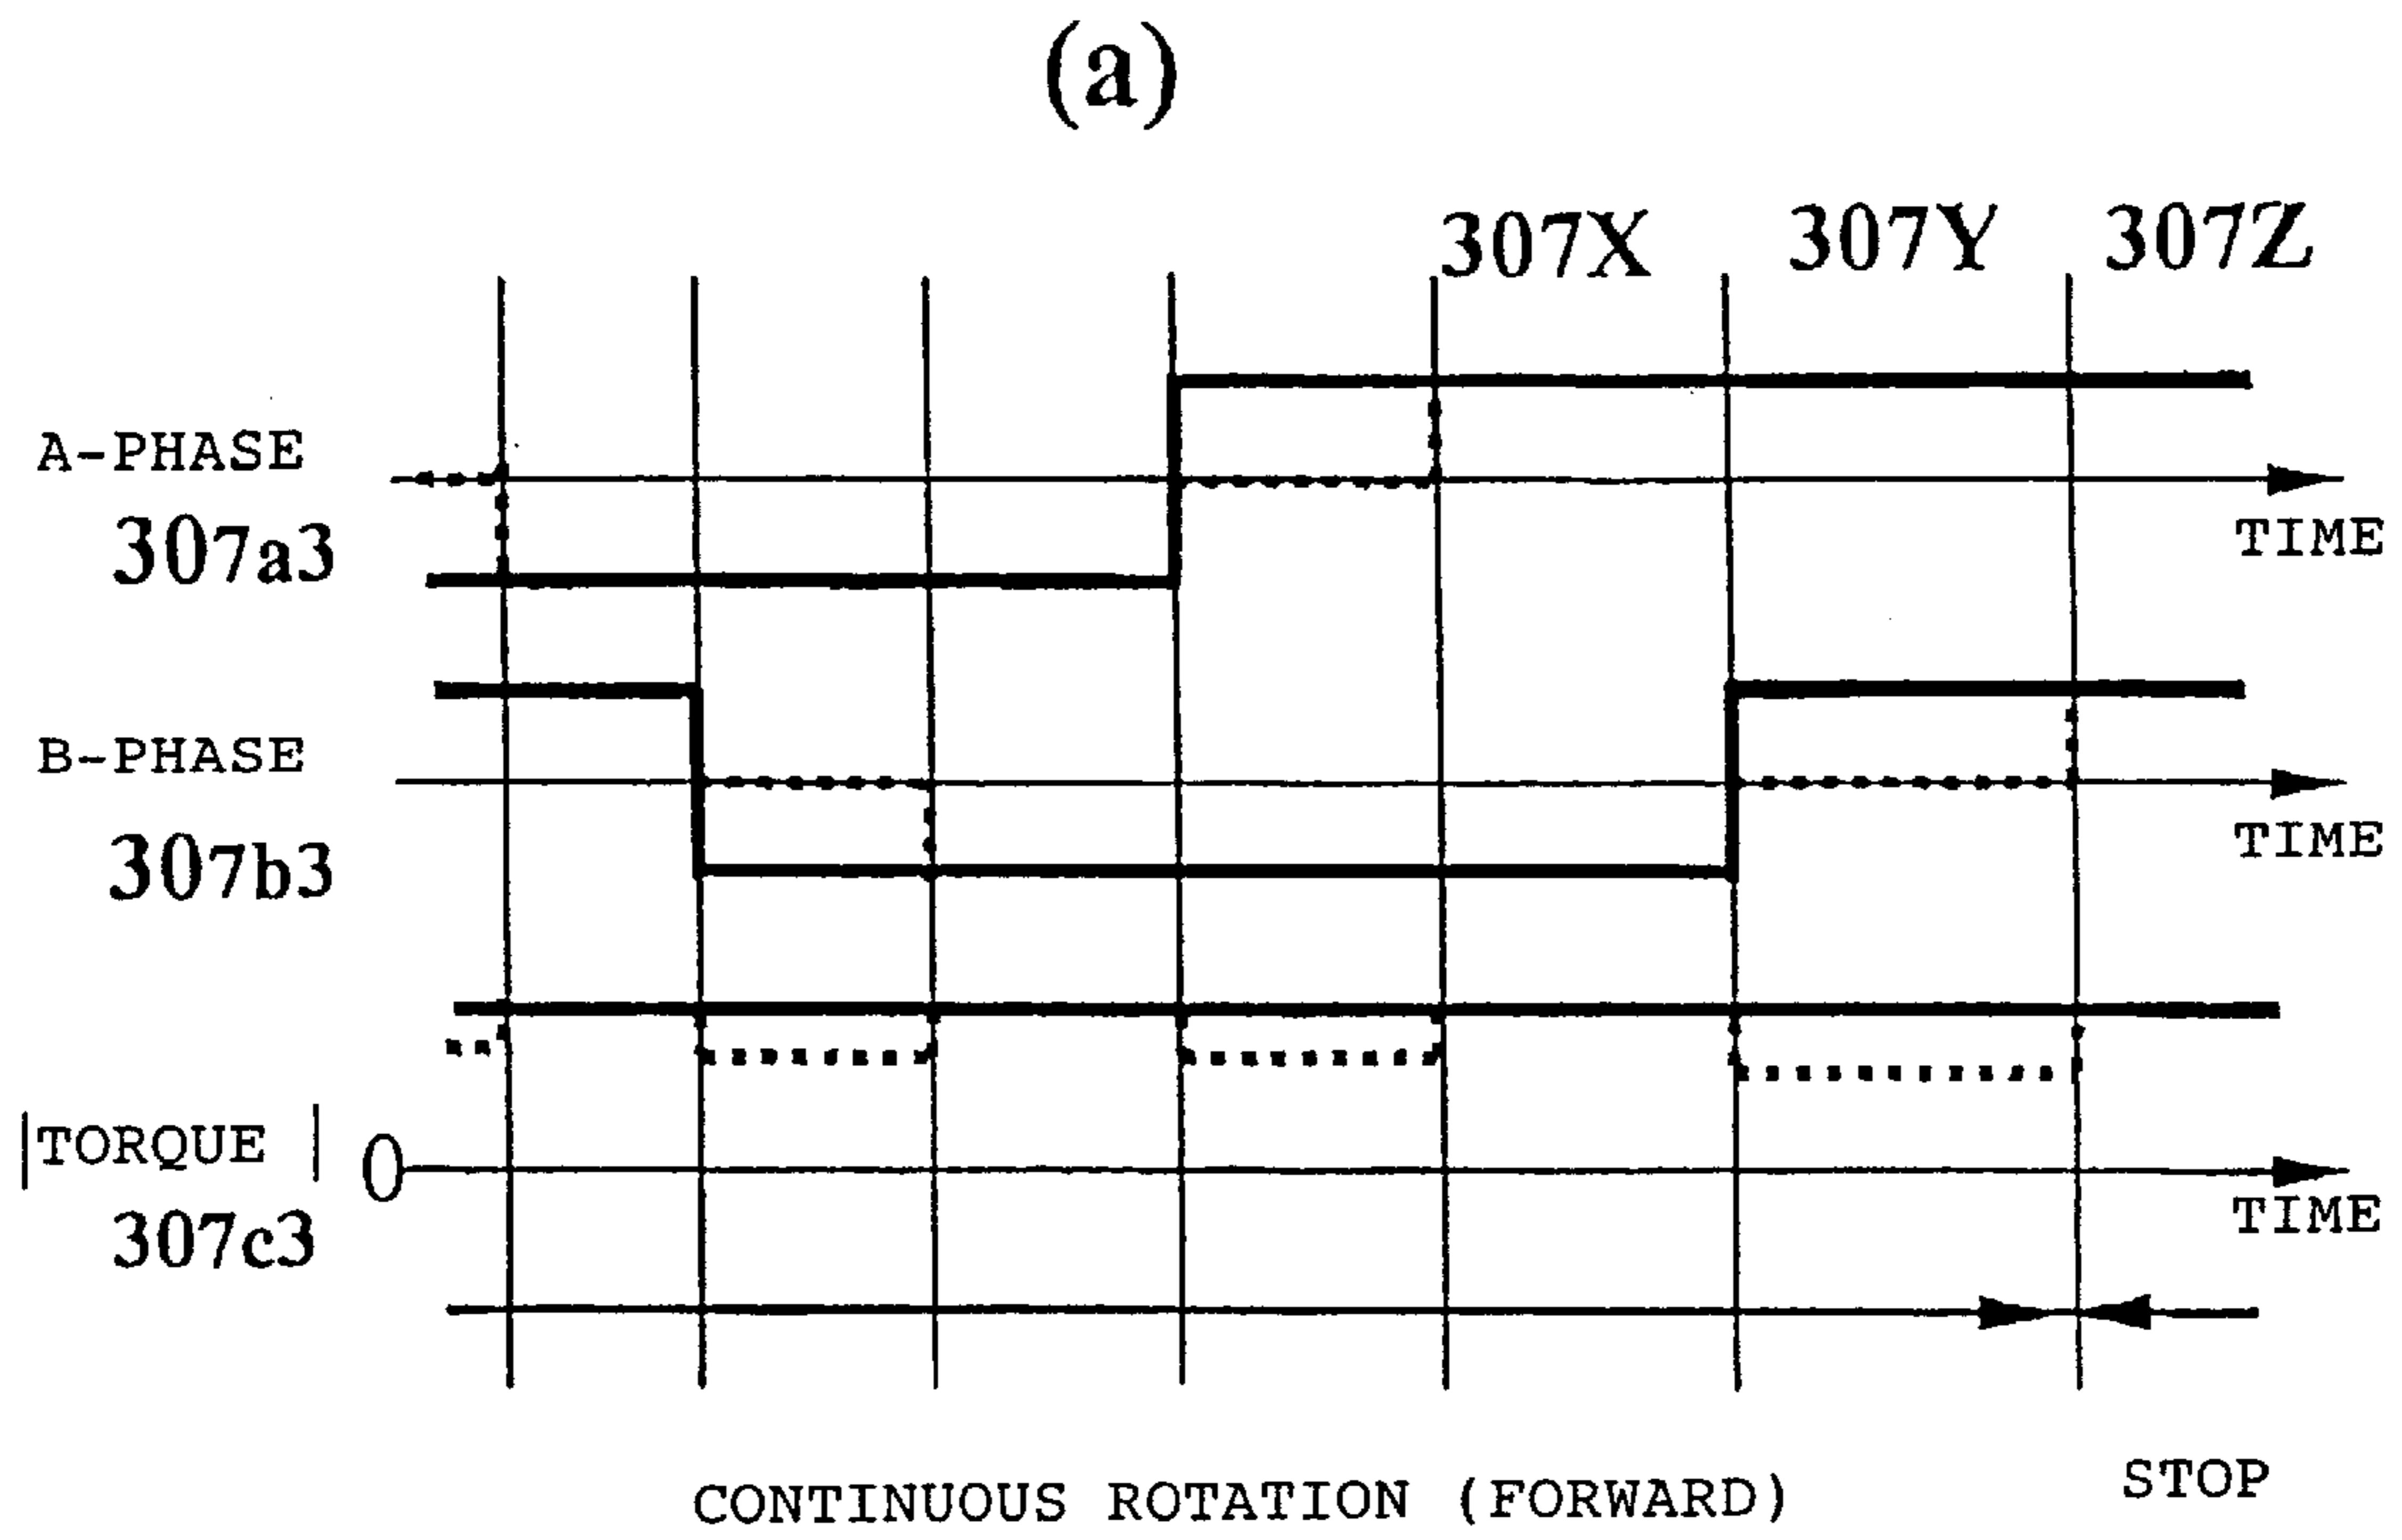 (a)
307X 307Y 307Z
A-PHASE
307a3
TIME
B-PHASE
307b3
TIME
|TORQUE | 0
307c3
TIME
CONTINUOUS ROTATION (FORWARD)
STOP